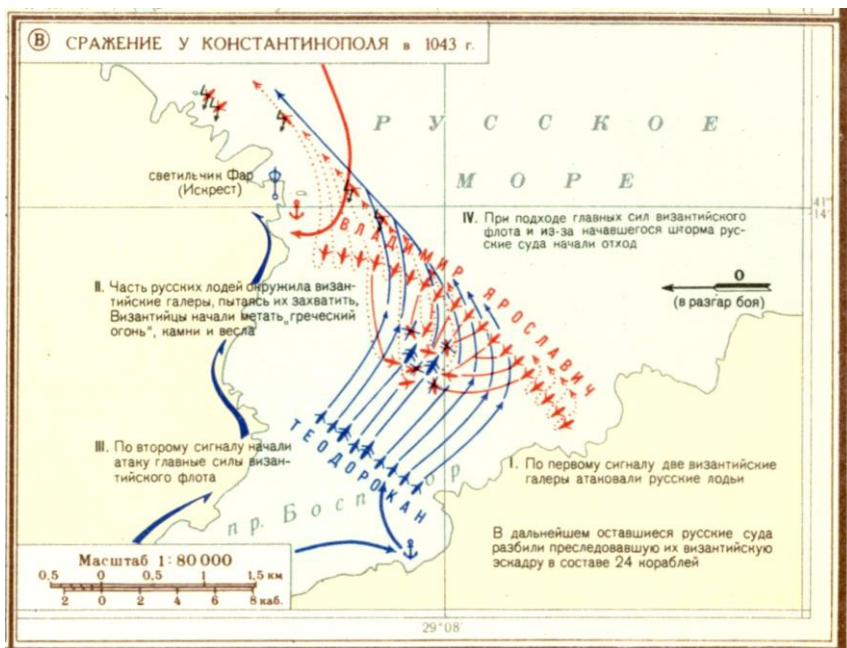 В СРАЖЕНИЕ У КОНСТАНТИНОПОЛЯ в 1043 г.
РУССКОЕ
МОРЕ
светильчик Фар
(Искрест)
41°
14'
IV. При подходе главных сил византийского
флота и из-за начавшегося шторма рус-
ские суда начали отход
ВЛАДИМИР ЯРОСЛАВИЧ
О
(в разгар боя)
II. Часть русских лодей окружила визан-
тийские галеры, пытаясь их захватить,
Византийцы начали метать „греческий
огонь“, камни и весла
III. По второму сигналу начали
атаку главные силы визан-
тийского флота
ТЕОДОРОКАН
пр. Боспор
I. По первому сигналу две византийские
галеры атаковали русские лодьи
В дальнейшем оставшиеся русские суда
разбили преследовавшую их византийскую
эскадру в составе 24 кораблей
Масштаб 1:80 000
0,5 0 0,5 1 1,5 км
2 0 2 4 6 8 каб.
29°08'